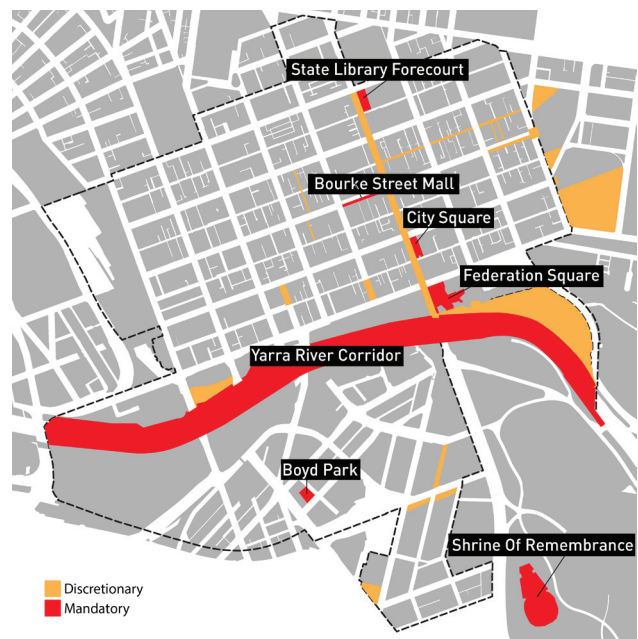 State Library Forecourt
Bourke Street Mall
City Square
Federation Square
Yarra River Corridor
Boyd Park
Shrine Of Remembrance
Discretionary
Mandatory